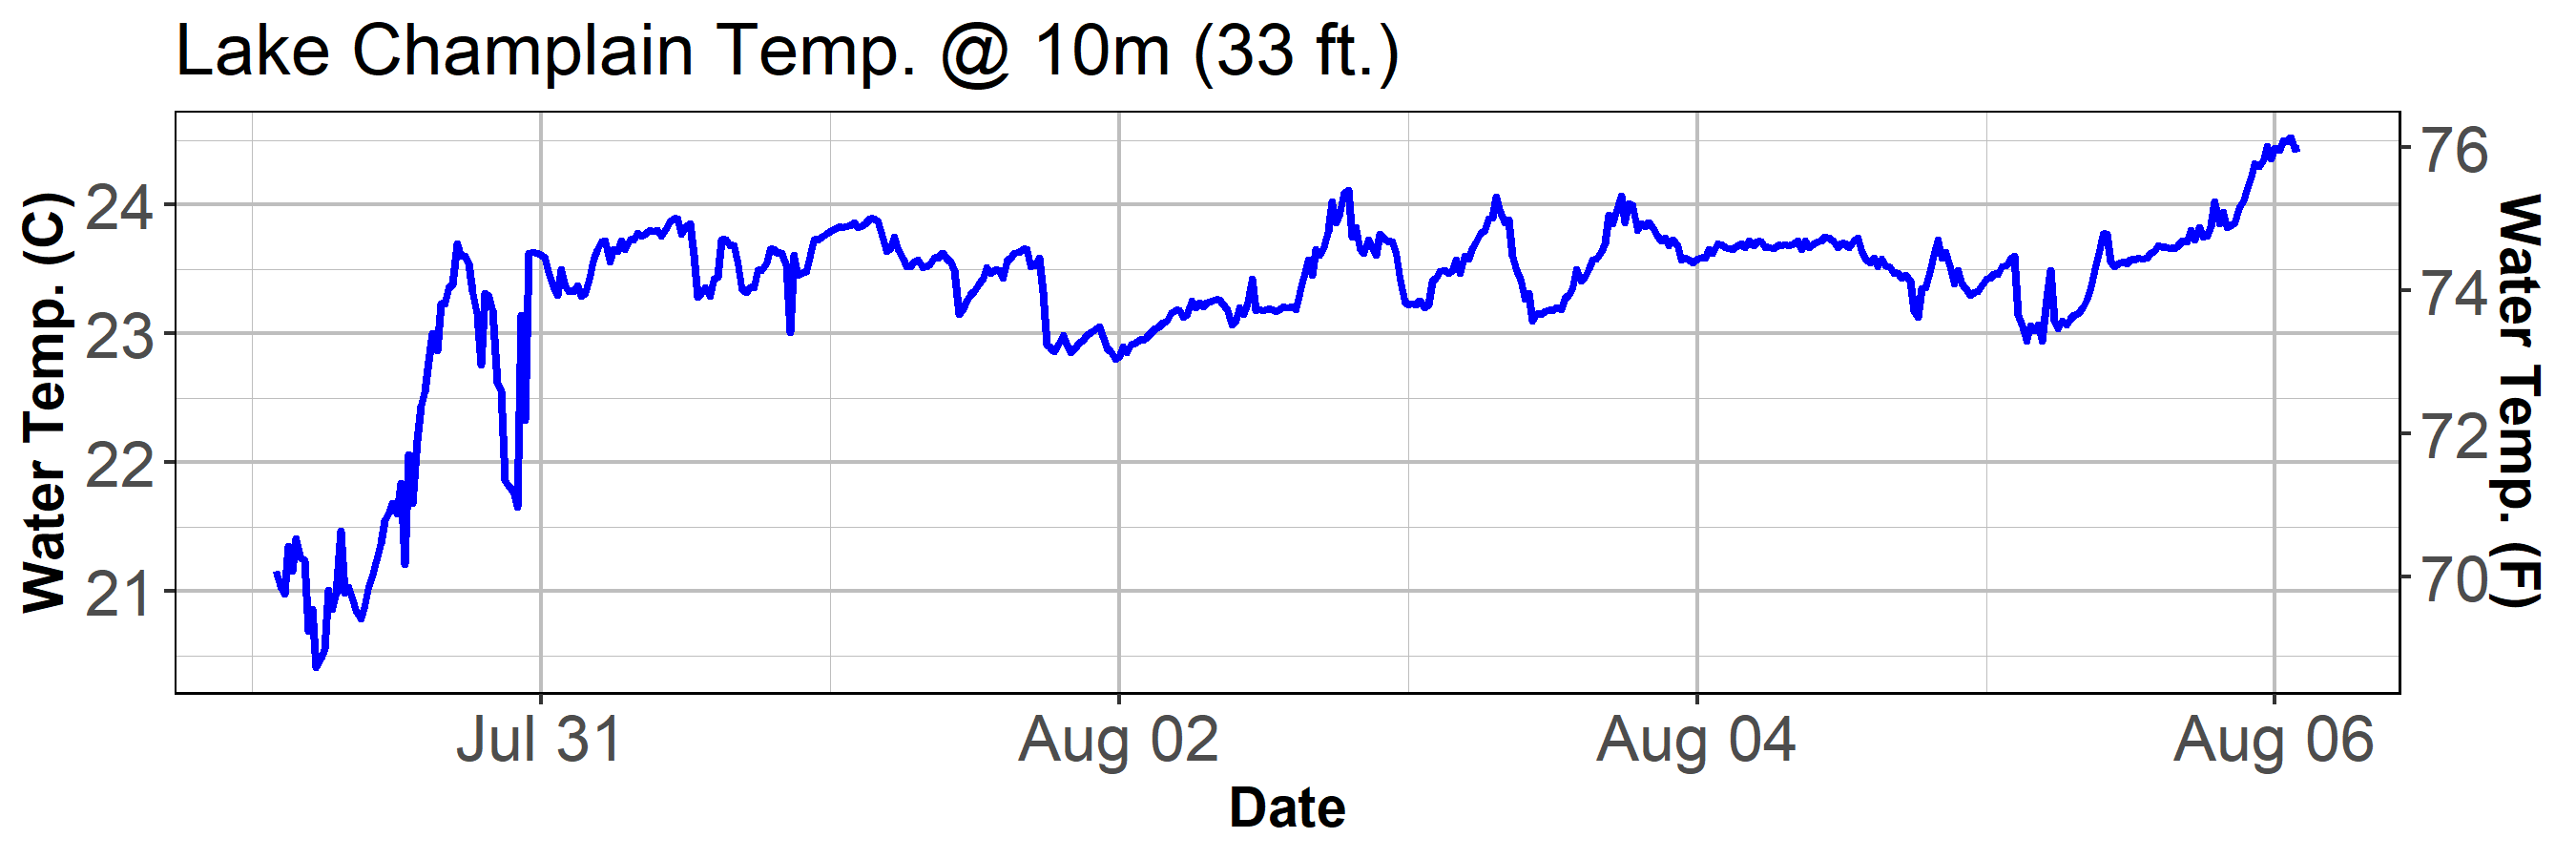 Lake Champlain Temp. @ 10m (33 ft.)
Water Temp. (C)
24
23
22
21
76
74
72
70
Water Temp. (F)
Jul 31
Aug 02
Aug 04
Aug 06
Date